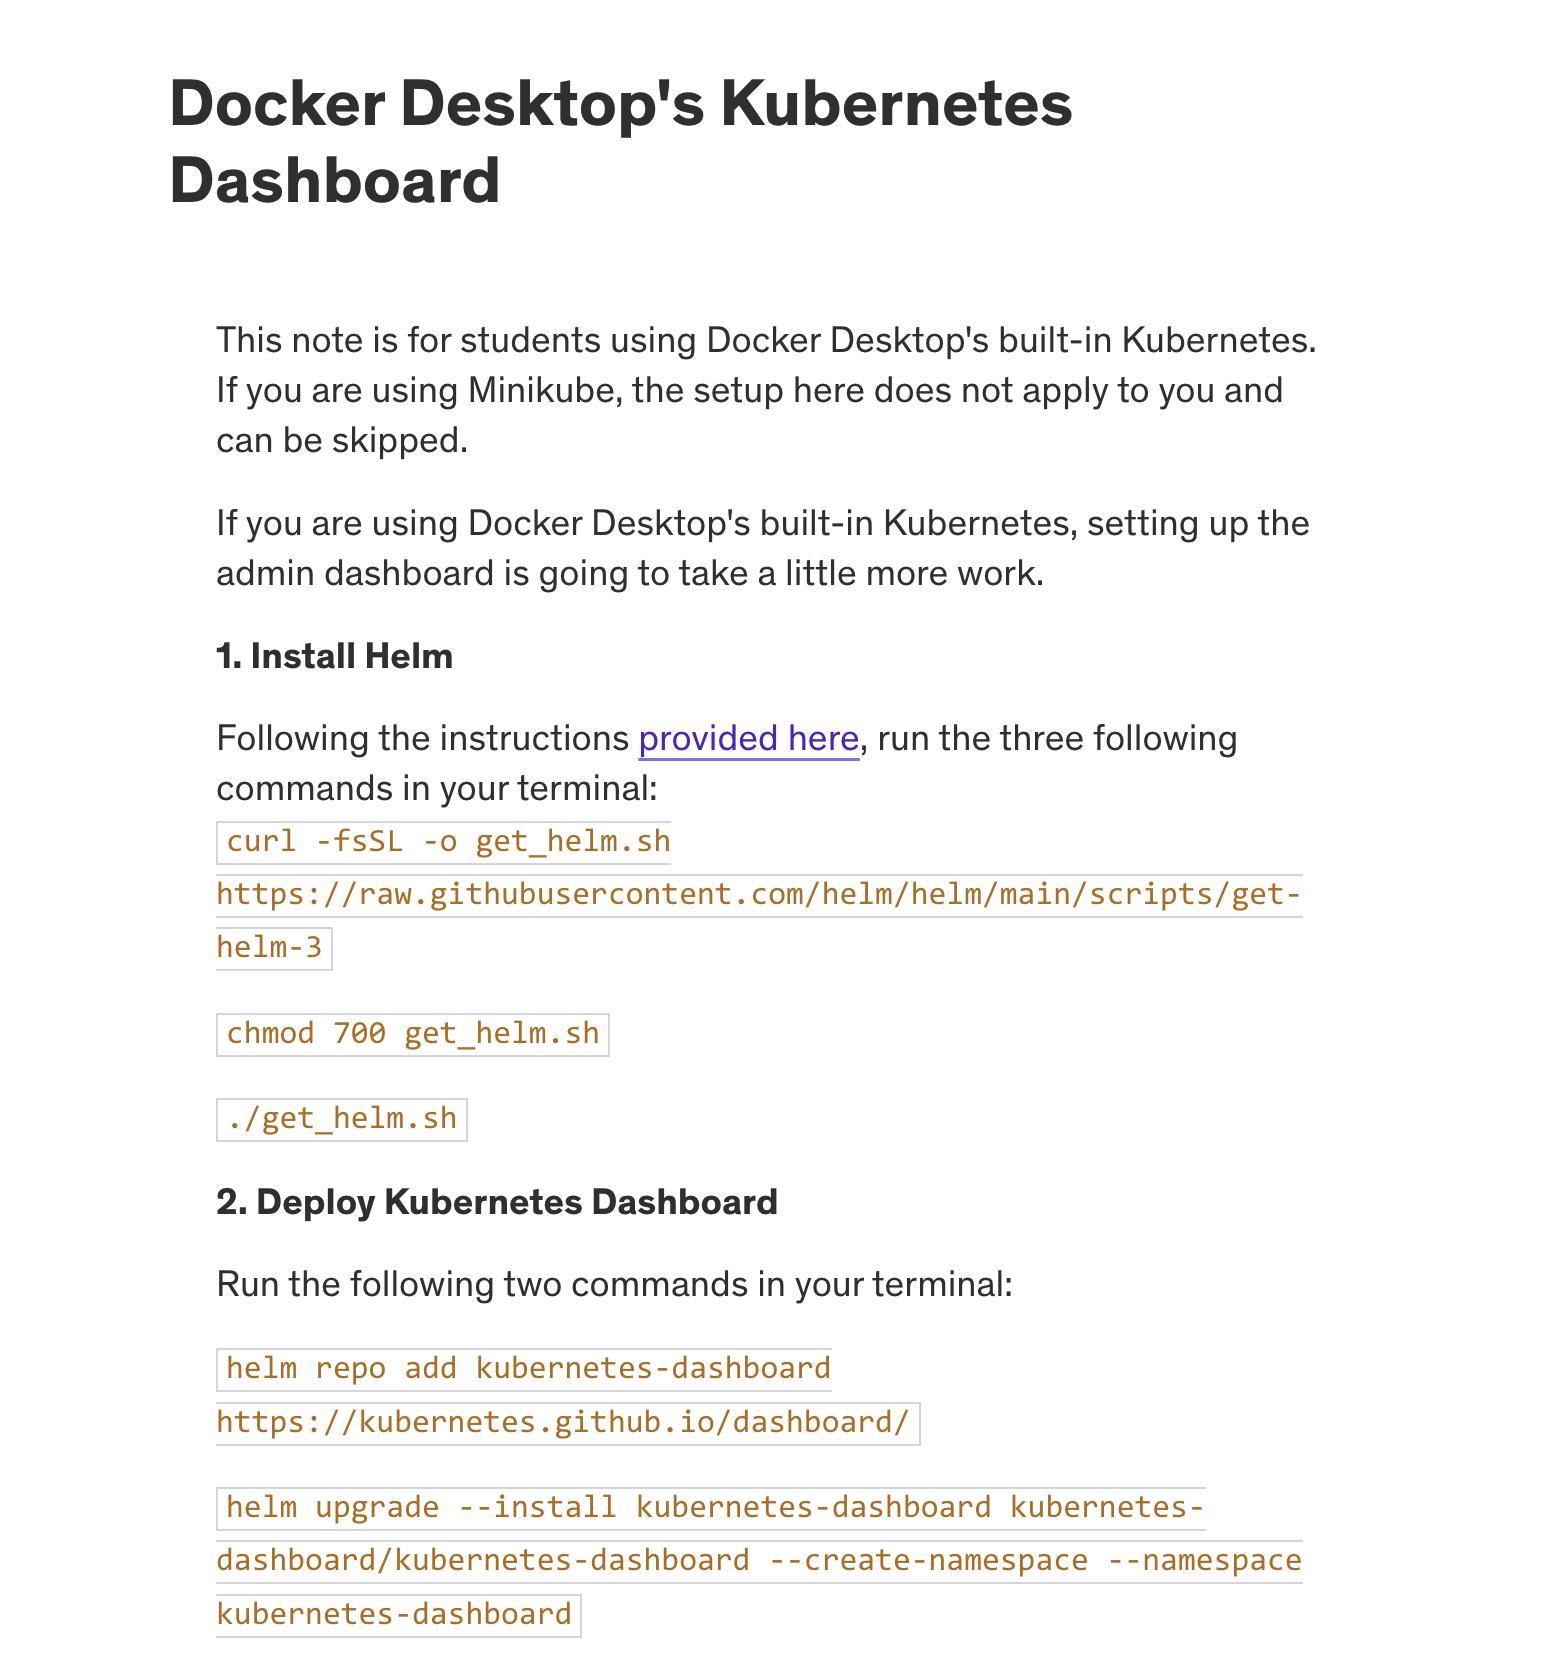 Docker Desktop's Kubernetes
Dashboard
This note is for students using Docker Desktop's built-in Kubernetes.
If you are using Minikube, the setup here does not apply to you and
can be skipped.
If you are using Docker Desktop's built-in Kubernetes, setting up the
admin dashboard is going to take a little more work.
1. Install Helm
Following the instructions provided here, run the three following
commands in your terminal:
curl -fsSL -o get_helm.sh
https://raw.githubusercontent.com/helm/helm/main/scripts/get-
helm-3
chmod 700 get_helm.sh
./get_helm.sh
2. Deploy Kubernetes Dashboard
Run the following two commands in your terminal:
helm repo add kubernetes-dashboard
https://kubernetes.github.io/dashboard/
helm upgrade --install kubernetes-dashboard kubernetes-
dashboard/kubernetes-dashboard --create-namespace --namespace
kubernetes-dashboard